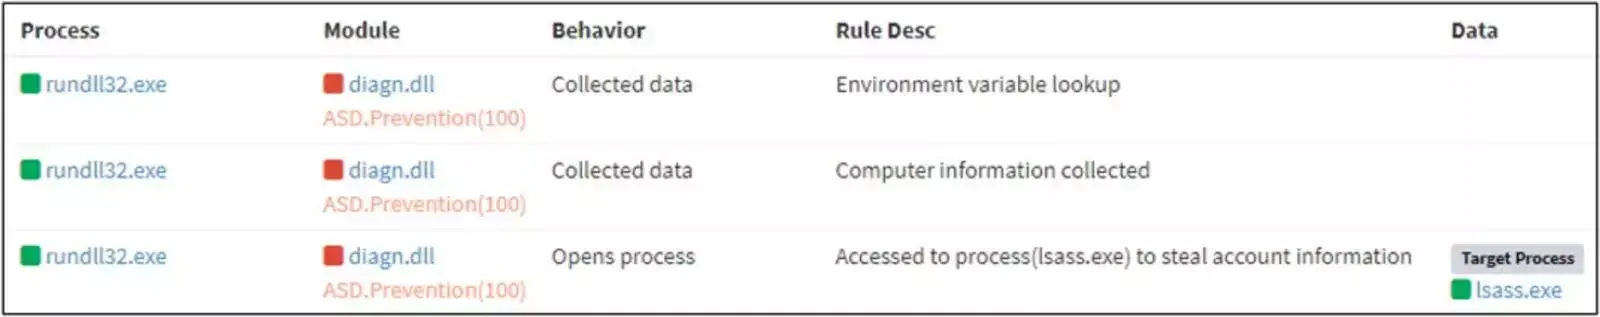 Process Module Behavior Rule Desc Data
rundll32.exe diagn.dll Collected data Environment variable lookup
ASD.Prevention(100)
rundll32.exe diagn.dll Collected data Computer information collected
ASD.Prevention(100)
rundll32.exe diagn.dll Opens process Accessed to process(lsass.exe) to steal account information Target Process
ASD.Prevention(100) lsass.exe